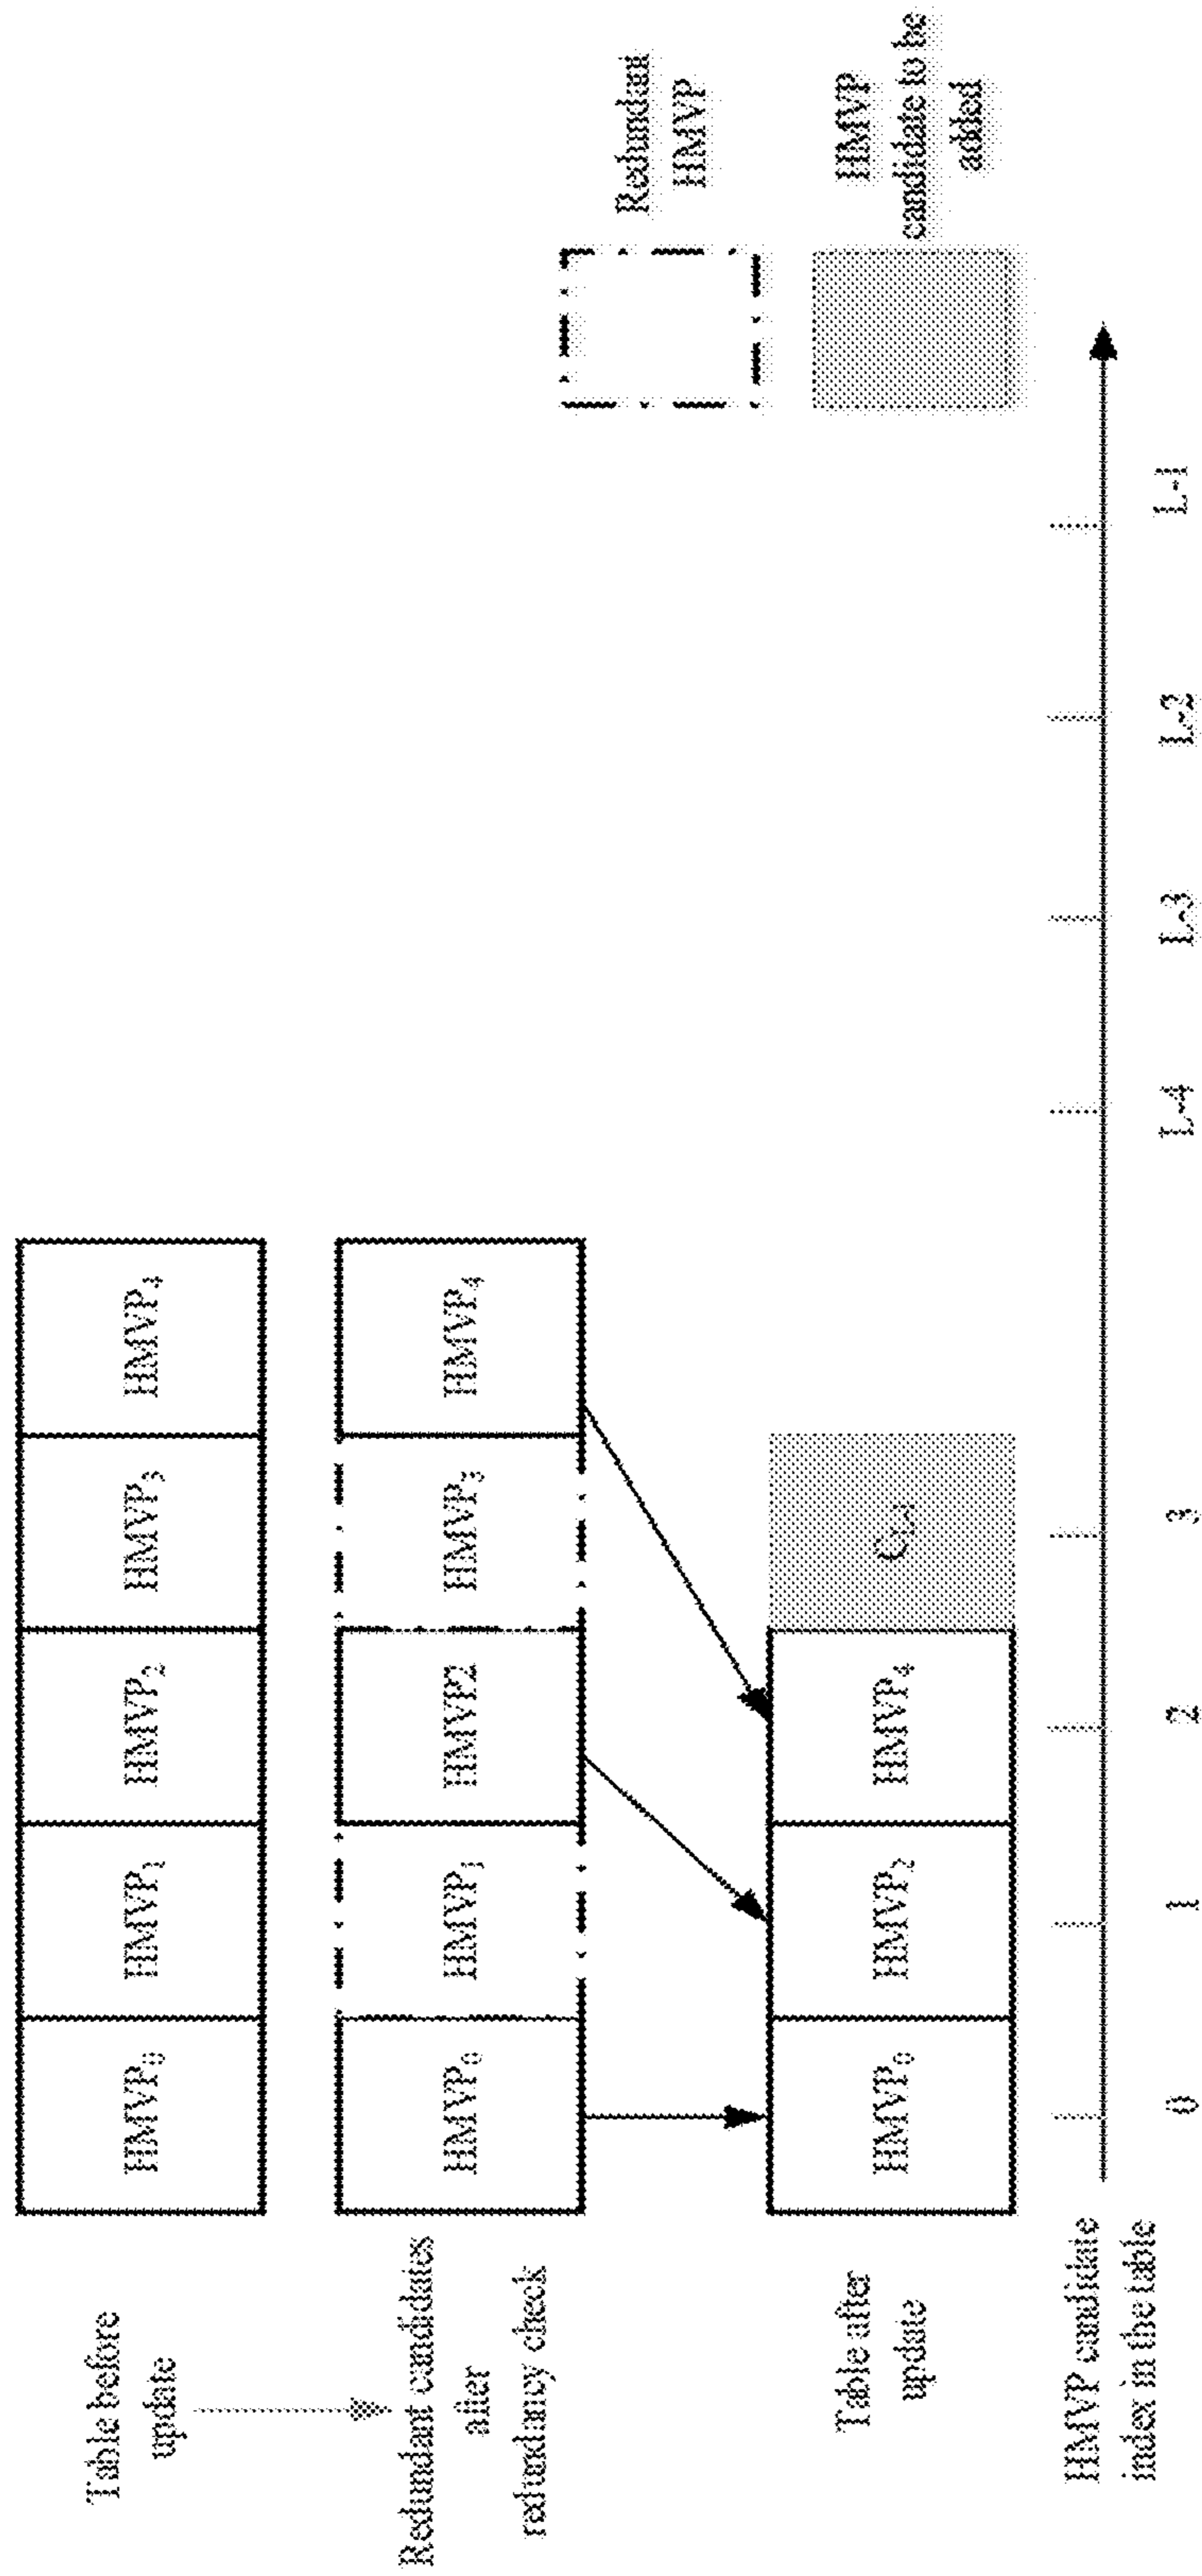 Table before
update
HMVP0
HMVP1
HMVP2
HMVP3
HMVP4
Redundant candidates
after
redundancy check
HMVP0
HMVP1
HMVP2
HMVP3
HMVP4
Redundant
HMVP
Table after
update
HMVP0
HMVP2
HMVP4
HMVP
candidate to be
added
HMVP candidate
index in the table
0
1
2
3
L-4
L-3
L-2
L-1